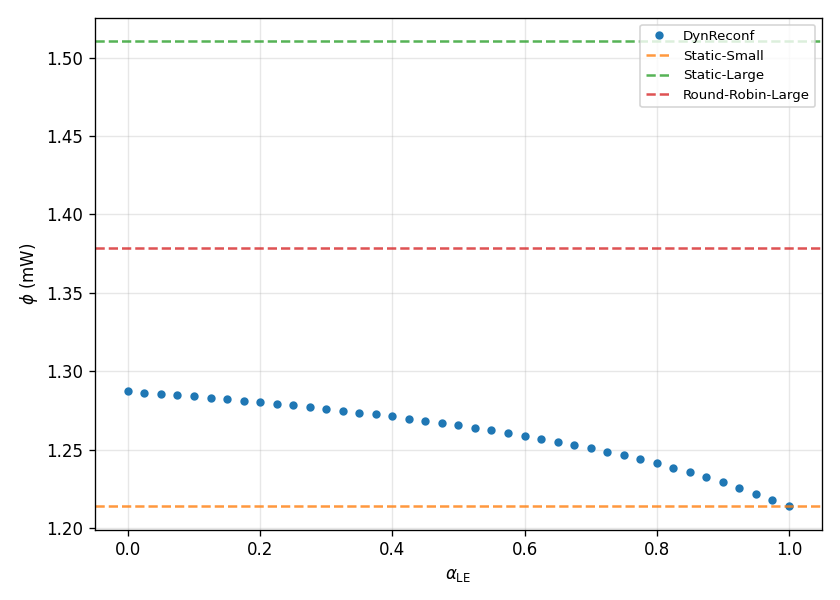 DynReconf
Static-Small
Static-Large
Round-Robin-Large
1.50
1.45
1.40
1.35
1.30
1.25
1.20
ϕ (mW)
0.0 0.2 0.4 0.6 0.8 1.0
α_LE